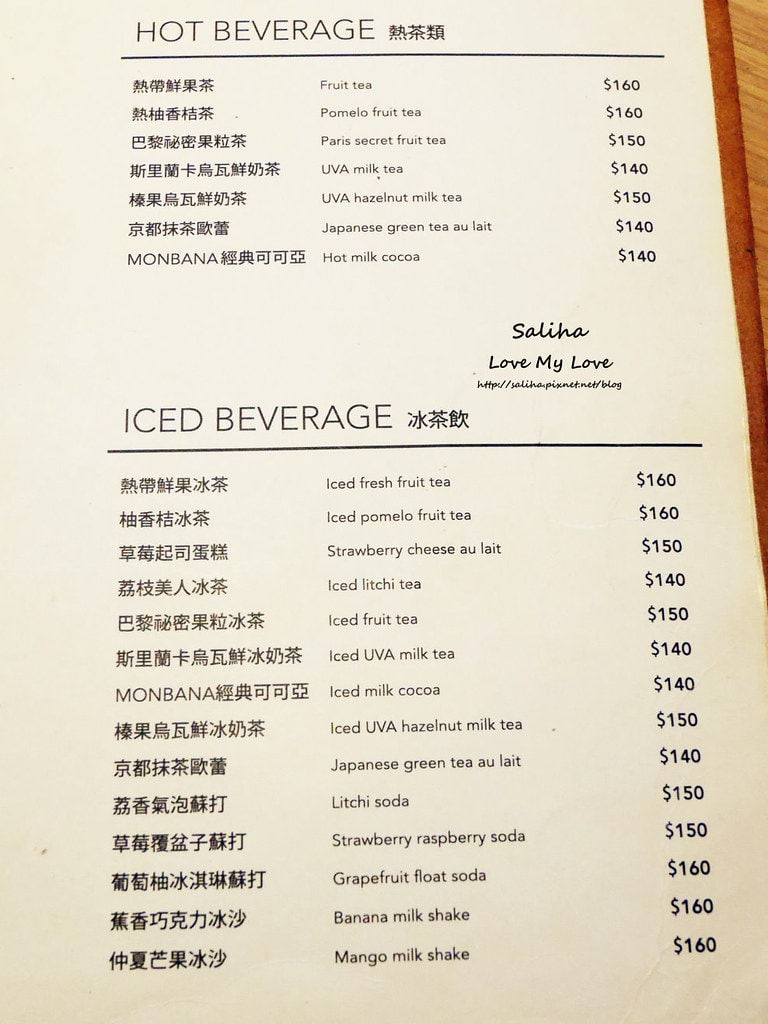 HOT BEVERAGE 熱茶類
熱帶鮮果茶 Fruit tea $160
熱柚香桔茶 Pomelo fruit tea $160
巴黎祕密果粒茶 Paris secret fruit tea $150
斯里蘭卡烏瓦鮮奶茶 UVA milk tea $140
榛果烏瓦鮮奶茶 UVA hazelnut milk tea $150
京都抹茶歐蕾 Japanese green tea au lait $140
MONBANA經典可可亞 Hot milk cocoa $140
Saliha
Love My Love
http://saliha.pixnet.net/blog
ICED BEVERAGE 冰茶飲
熱帶鮮果冰茶 Iced fresh fruit tea $160
柚香桔冰茶 Iced pomelo fruit tea $160
草莓起司蛋糕 Strawberry cheese au lait $150
荔枝美人冰茶 Iced litchi tea $140
巴黎祕密果粒冰茶 Iced fruit tea $150
斯里蘭卡烏瓦鮮冰奶茶 Iced UVA milk tea $140
MONBANA經典可可亞 Iced milk cocoa $140
榛果烏瓦鮮冰奶茶 Iced UVA hazelnut milk tea $150
京都抹茶歐蕾 Japanese green tea au lait $140
荔香氣泡蘇打 Litchi soda $150
草莓覆盆子蘇打 Strawberry raspberry soda $150
葡萄柚冰淇琳蘇打 Grapefruit float soda $160
蕉香巧克力冰沙 Banana milk shake $160
仲夏芒果冰沙 Mango milk shake $160